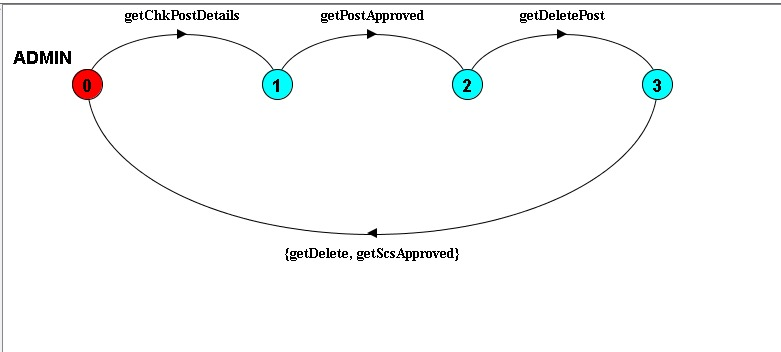 getChkPostDetails
getPostApproved
getDeletePost
ADMIN
0
1
2
3
{getDelete, getScsApproved}